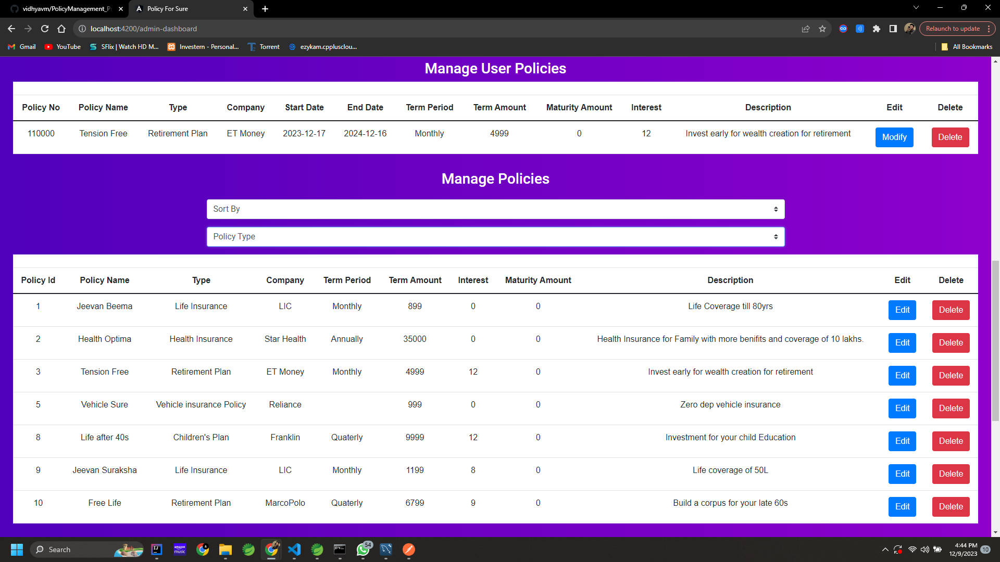 vidhyavm/PolicyManagement_P
Policy For Sure
localhost:4200/admin-dashboard
Relaunch to update
Gmail
YouTube
SFlix | Watch HD M...
Investern - Personal...
Torrent
ezykam.cpplusclou...
All Bookmarks
Manage User Policies
Policy No Policy Name Type Company Start Date End Date Term Period Term Amount Maturity Amount Interest Description Edit Delete
110000 Tension Free Retirement Plan ET Money 2023-12-17 2024-12-16 Monthly 4999 0 12 Invest early for wealth creation for retirement Modify Delete
Manage Policies
Sort By
Policy Type
Policy Id Policy Name Type Company Term Period Term Amount Interest Maturity Amount Description Edit Delete
1 Jeevan Beema Life Insurance LIC Monthly 899 0 0 Life Coverage till 80yrs Edit Delete
2 Health Optima Health Insurance Star Health Annually 35000 0 0 Health Insurance for Family with more benifits and coverage of 10 lakhs. Edit Delete
3 Tension Free Retirement Plan ET Money Monthly 4999 12 0 Invest early for wealth creation for retirement Edit Delete
5 Vehicle Sure Vehicle insurance Policy Reliance 999 0 0 Zero dep vehicle insurance Edit Delete
8 Life after 40s Children's Plan Franklin Quaterly 9999 12 0 Investment for your child Education Edit Delete
9 Jeevan Suraksha Life Insurance LIC Monthly 1199 8 0 Life coverage of 50L Edit Delete
10 Free Life Retirement Plan MarcoPolo Quaterly 6799 9 0 Build a corpus for your late 60s Edit Delete
Search
IJ
amazon music
54
4:44 PM
12/9/2023
10